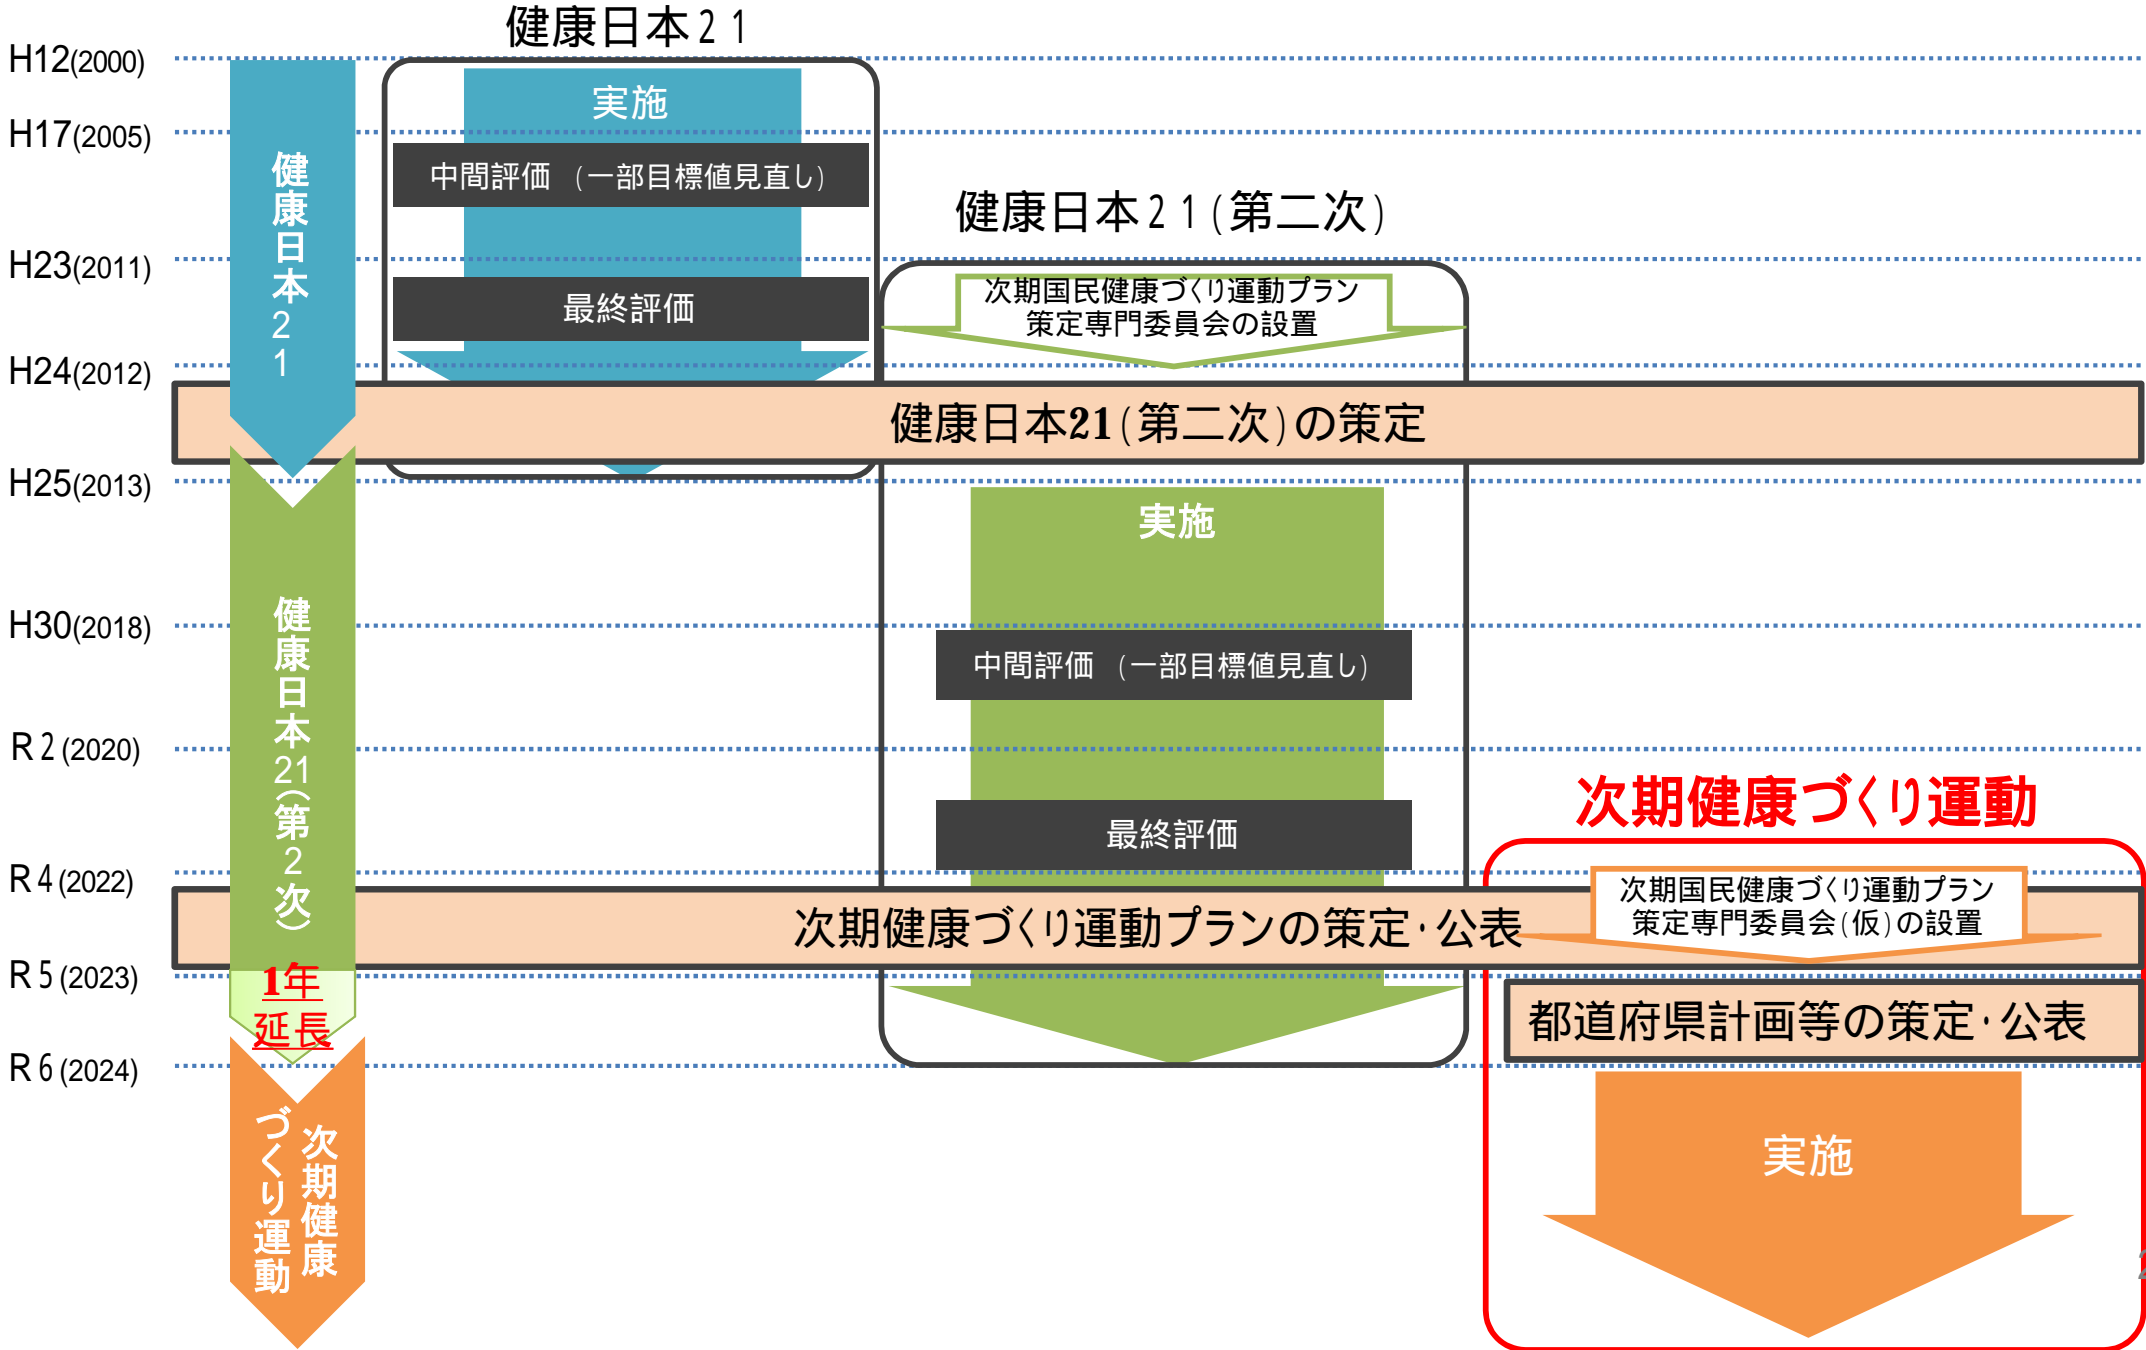 健康日本２１
H12(2000)
実施
H17(2005)
中間評価 (一部目標値見直し)
健康日本２１(第二次)
H23(2011)
次期国民健康づくり運動プラン
策定専門委員会の設置
最終評価
健康日本２１
H24(2012)
健康日本21(第二次)の策定
H25(2013)
実施
H30(2018)
中間評価 (一部目標値見直し)
健康日本21(第２次)
R２(2020)
次期健康づくり運動
最終評価
R４(2022)
次期国民健康づくり運動プラン
策定専門委員会(仮)の設置
次期健康づくり運動プランの策定・公表
R５(2023)
1年
延長
都道府県計画等の策定・公表
R６(2024)
次期健康
づくり運動
実施
2